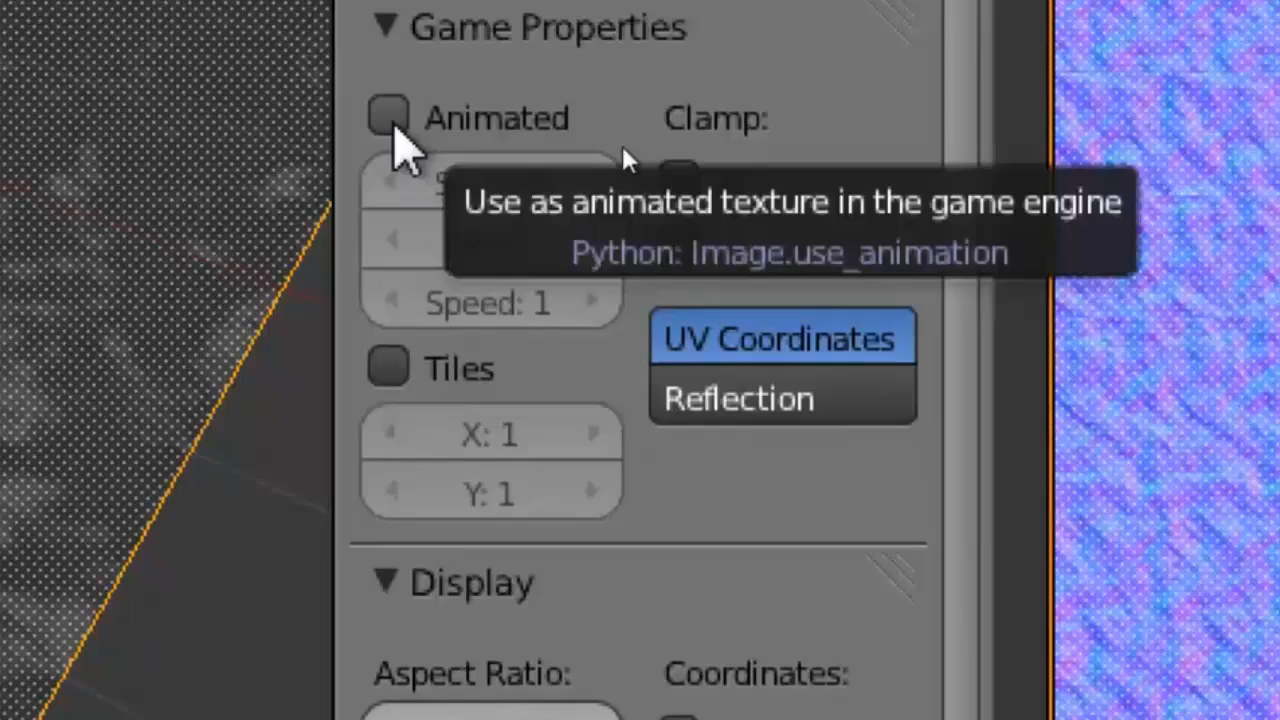 Game Properties
Animated
Clamp:
Use as animated texture in the game engine
Python: Image.use_animation
Speed: 1
UV Coordinates
Tiles
Reflection
X: 1
Y: 1
Display
Aspect Ratio:
Coordinates: